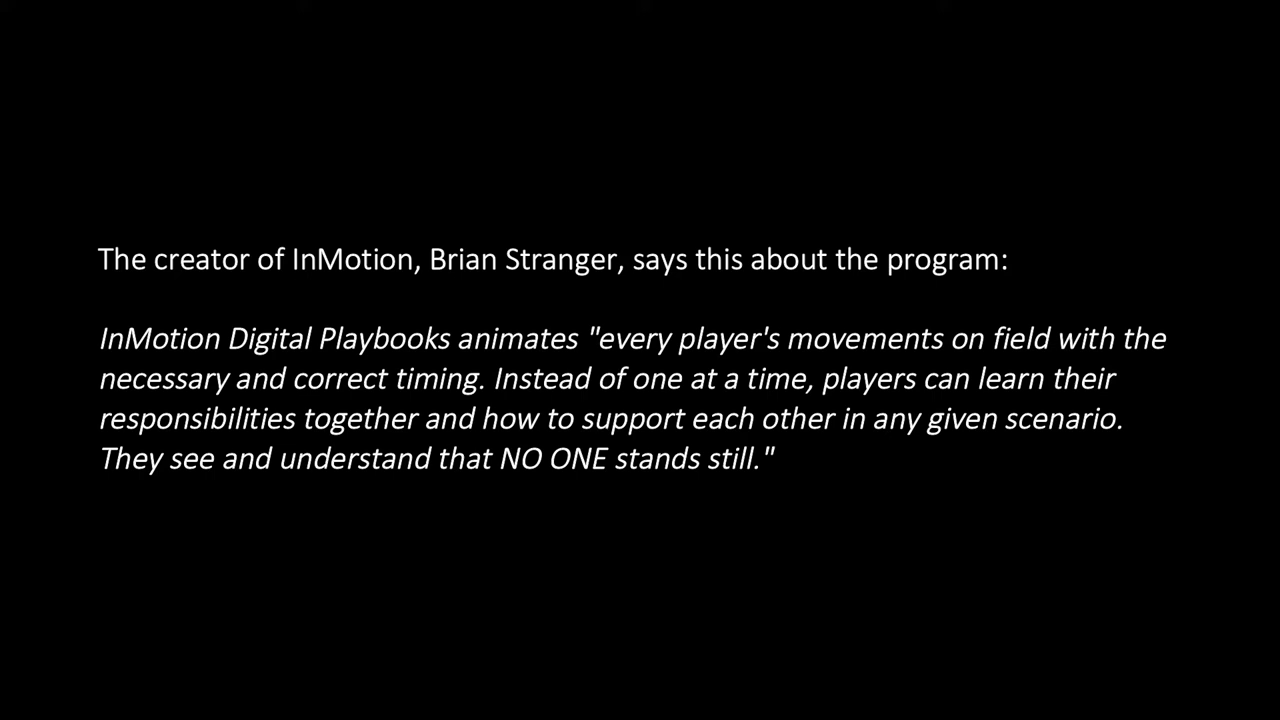 The creator of InMotion, Brian Stranger, says this about the program:
InMotion Digital Playbooks animates "every player's movements on field with the
necessary and correct timing. Instead of one at a time, players can learn their
responsibilities together and how to support each other in any given scenario.
They see and understand that NO ONE stands still."